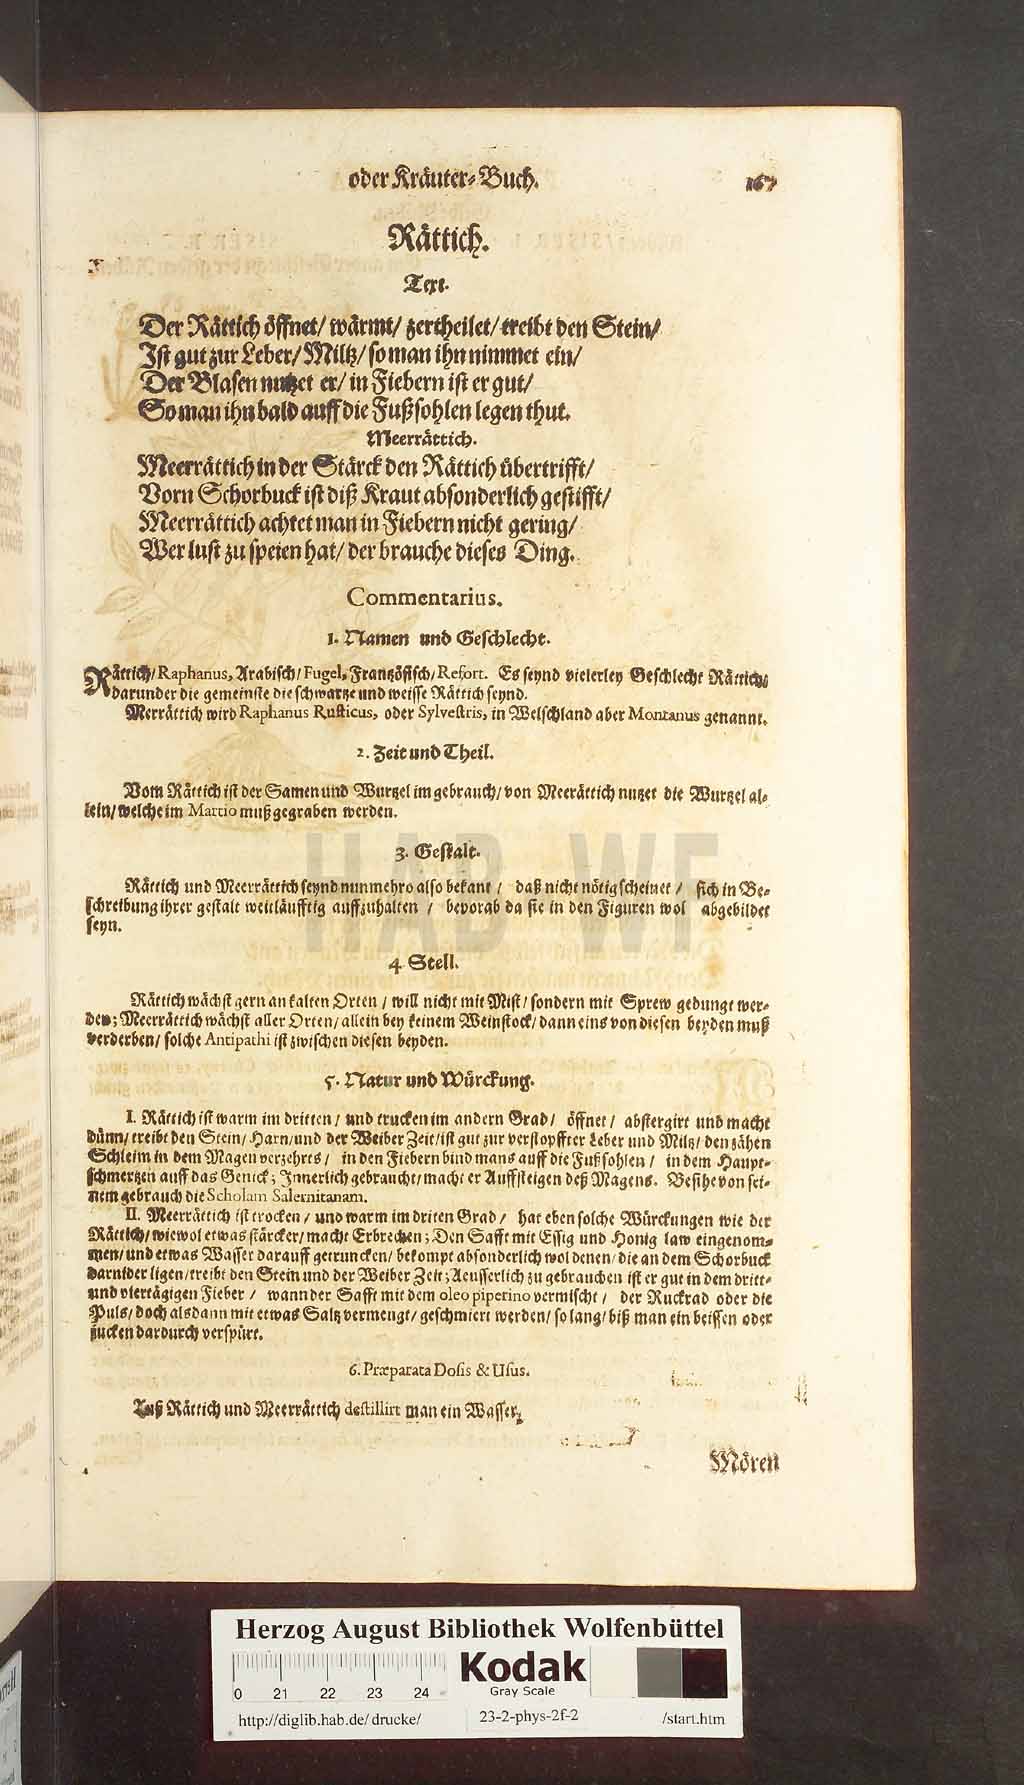 oder Kräuter-Buch. 167
Rättich.
Text.
Der Rättich öffnet/ wärmt/ zertheilet/ treibt den Stein/
Ist gut zur Leber/ Miltz/ so man ihn nimmet ein/
Der Blasen nutzet er/ in Fiebern ist er gut/
So man ihn bald auff die Fußsohlen legen thut.
Meerrättich.
Meerrättich in der Stärck den Rättich übertrifft/
Vorn Schorbuck ist diß Kraut absonderlich gestifft/
Meerrättich achtet man in Fiebern nicht gering/
Wer lust zu speien hat/ der brauche dieses Ding.
Commentarius.
1. Namen und Geschlecht.
Rättich/ Raphanus, Arabisch/ Fugel, Frantzösisch/ Refort. Es seynd vielerley Geschlecht Rättich/
darunder die gemeinste die schwartze und weisse Rättich seynd.
Merrättich wird Raphanus Rusticus, oder Sylvestris, in Welschland aber Montanus genannt.
2. Zeit und Theil.
Vom Rättich ist der Samen und Wurtzel im gebrauch/ von Meerättich nutzet die Wurtzel al-
lein/ welche im Martio muß gegraben werden.
3. Gestalt.
Rättich und Meerrättich seynd nunmehro also bekant/ daß nicht nötig scheinet/ sich in Be-
schreibung ihrer gestalt weitläufftig auffzuhalten/ bevorab da sie in den Figuren wol abgebildet
seyn.
4. Stell.
Rättich wächst gern an kalten Orten/ will nicht mit Mist/ sondern mit Sprew gedungt wer-
den; Meerrättich wächst aller Orten/ allein bey keinem Weinstock/ dann eins von diesen beyden muß
verderben/ solche Antipathi ist zwischen diesen beyden.
5. Natur und Würckung.
I. Rättich ist warm im dritten/ und trucken im andern Grad/ öffnet/ abstergirt und macht
dünn/ treibt den Stein/ Harn/ und der Weiber Zeit/ ist gut zur verstopffter Leber und Miltz/ den zähen
Schleim in dem Magen verzehrts/ in den Fiebern bind mans auff die Fußsohlen/ in dem Haupt-
schmertzen auff das Genick; Innerlich gebraucht/ macht er Auffsteigen deß Magens. Besihe von sei-
nem gebrauch die Scholam Salernitanam.
II. Meerrättich ist trocken/ und warm im driten Grad/ hat eben solche Würckungen wie der
Rättich/ wiewol etwas stärcker/ macht Erbrechen; Den Safft mit Essig und Honig law eingenom-
men/ und etwas Wasser darauff getruncken/ bekompt absonderlich wol denen/ die an dem Schorbuck
darnider ligen/ treibt den Stein und der Weiber Zeit; Aeusserlich zu gebrauchen ist er gut in dem dritt-
und viertägigen Fieber/ wann der Safft mit dem oleo piperino vermischt/ der Ruckrad oder die
Puls/ doch alsdann mit etwas Saltz vermengt/ geschmiert werden/ so lang/ biß man ein beissen oder
zucken dardurch verspürt.
6. Præparata Dosis & Usus.
Auß Rättich und Meerrättich destillirt man ein Wasser.
Mören
HAB WF
Herzog August Bibliothek Wolfenbüttel
0 21 22 23 24
Kodak
Gray Scale
http://diglib.hab.de/drucke/ 23-2-phys-2f-2 /start.htm